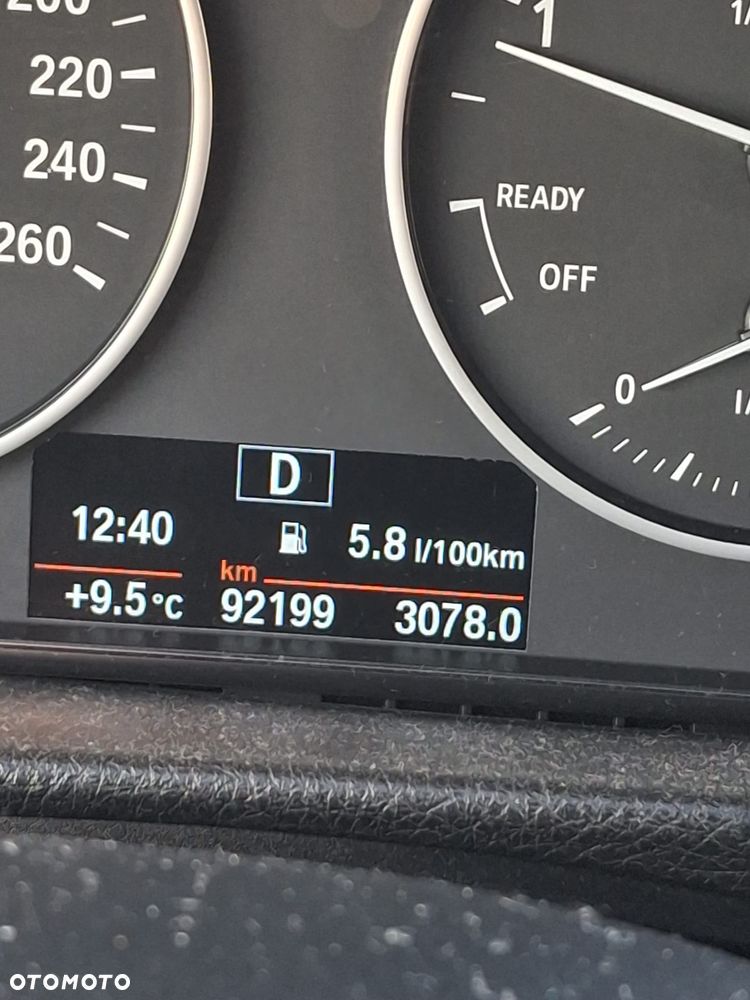 220
240
260
1
READY
OFF
0
D
12:40
5.8 l/100km
km
+9.5°C
92199
3078.0
OTOMOTO